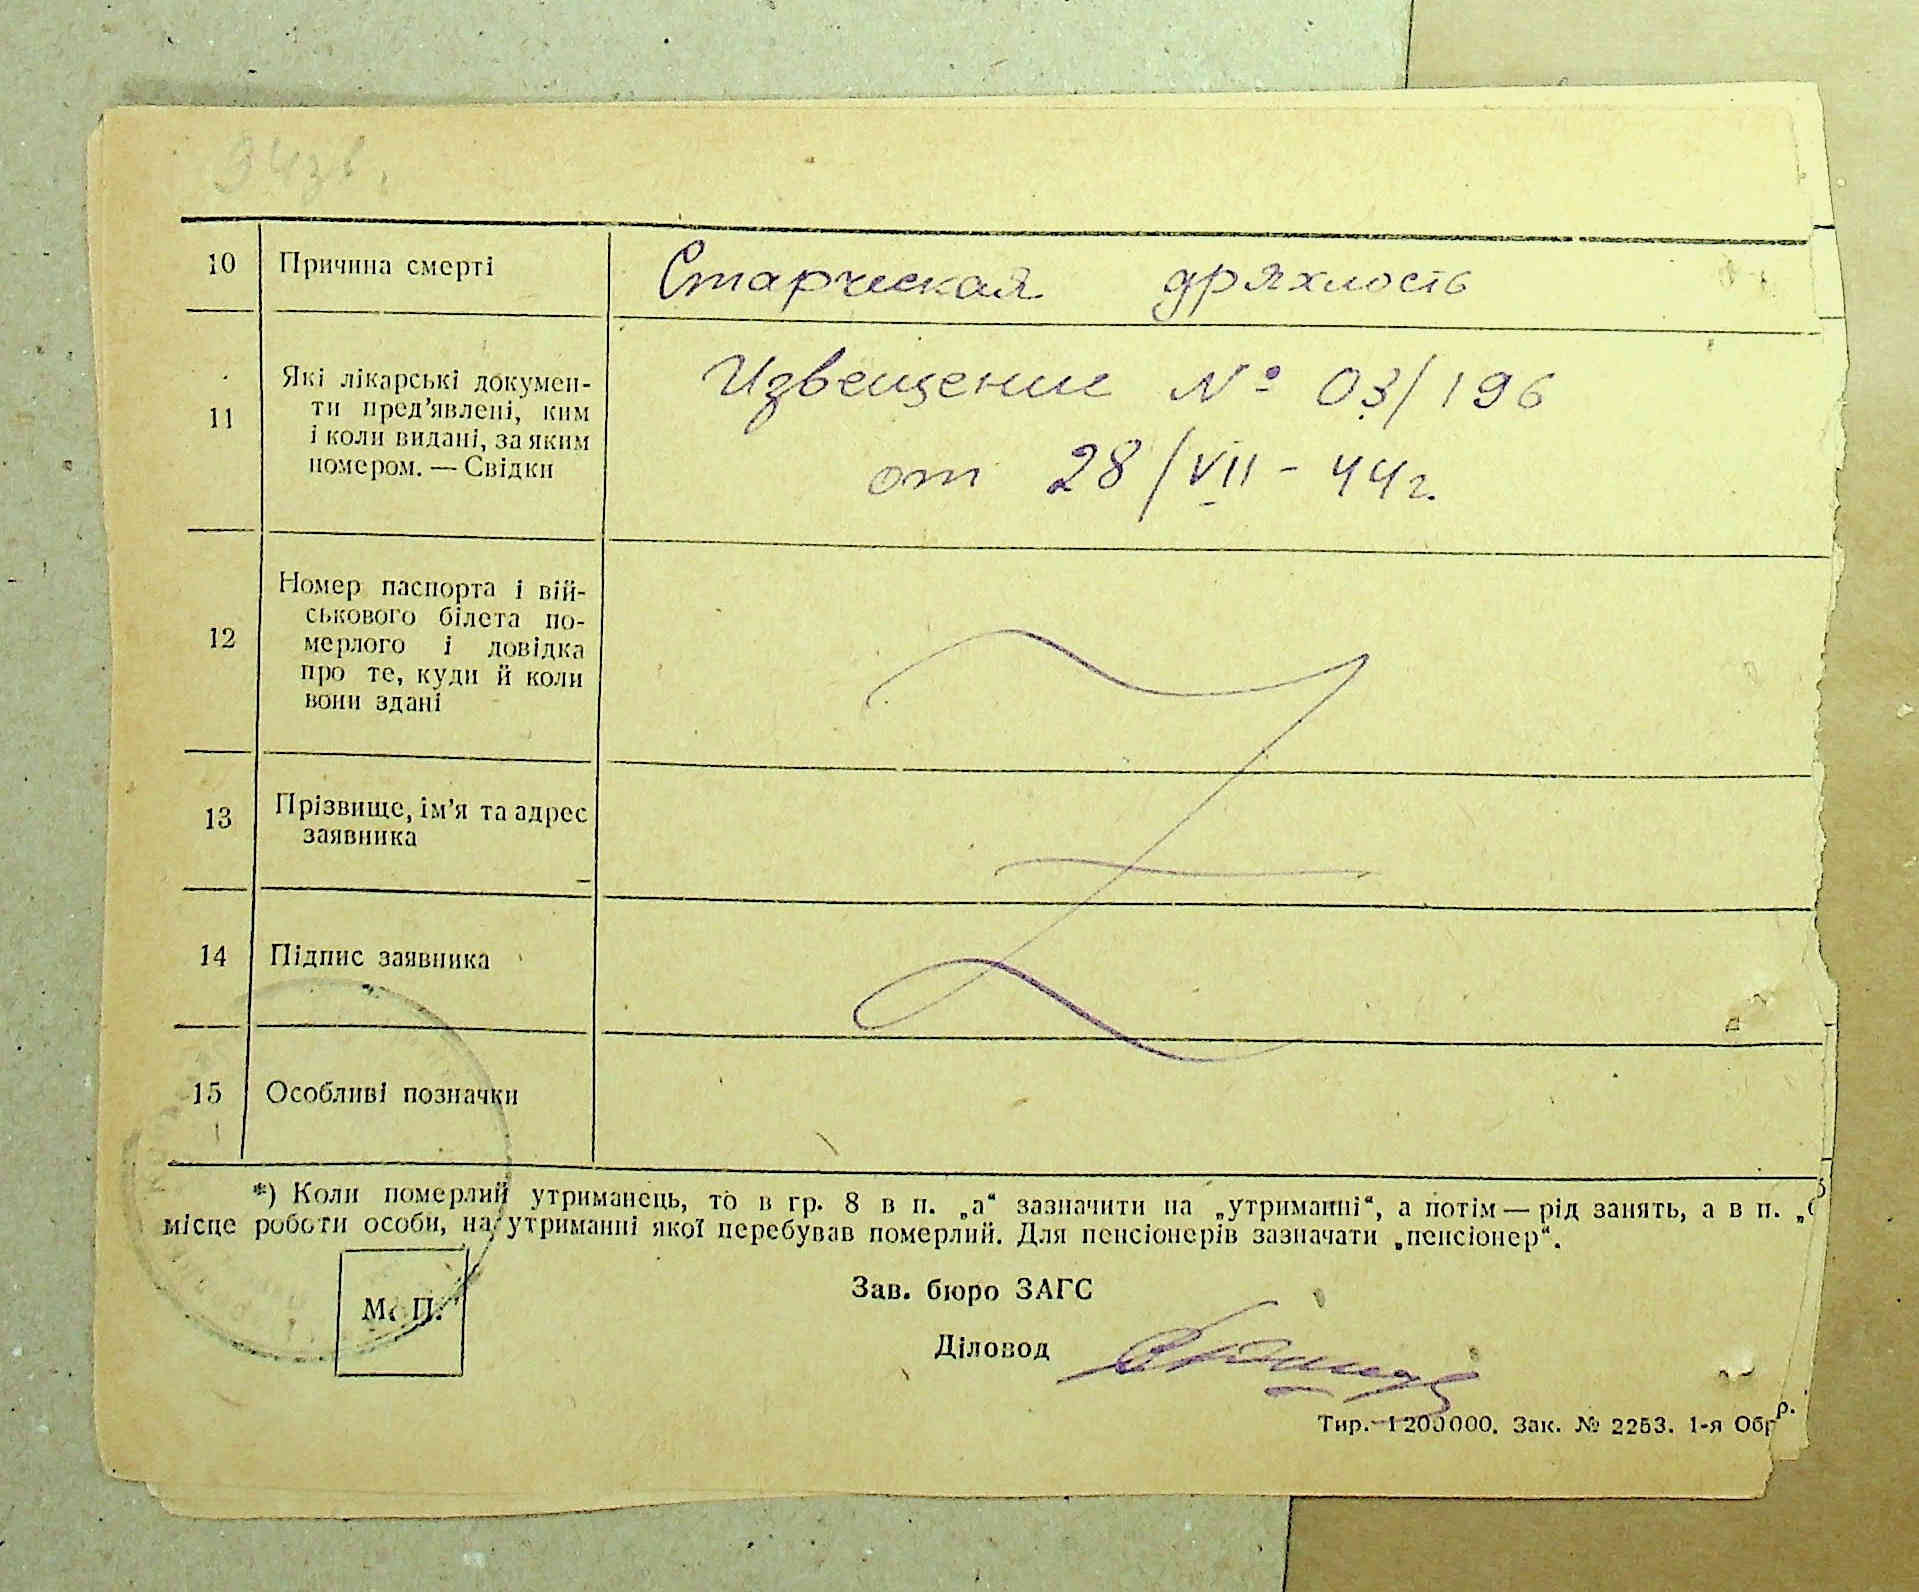 10 Причина смерті Старческая дряхлость
11 Які лікарські докумен-
ти пред'явлені, ким
і коли видані, за яким
номером. — Свідки
Извещение № 03/196
от 28/VII - 44 г.
12 Номер паспорта і вій-
ськового білета по-
мерлого і довідка
про те, куди й коли
вони здані
13 Прізвище, ім'я та адрес
заявника
14 Підпис заявника
15 Особливі позначки
*) Коли померлий утриманець, то в гр. 8 в п. „а“ зазначити на „утриманні“, а потім — рід занять, а в п.
місце роботи особи, на утриманні якої перебував померлий. Для пенсіонерів зазначати „пенсіонер“.
М. П.
Зав. бюро ЗАГС
Діловод
Тир. 1200000. Зак. № 2253. 1-я Обр